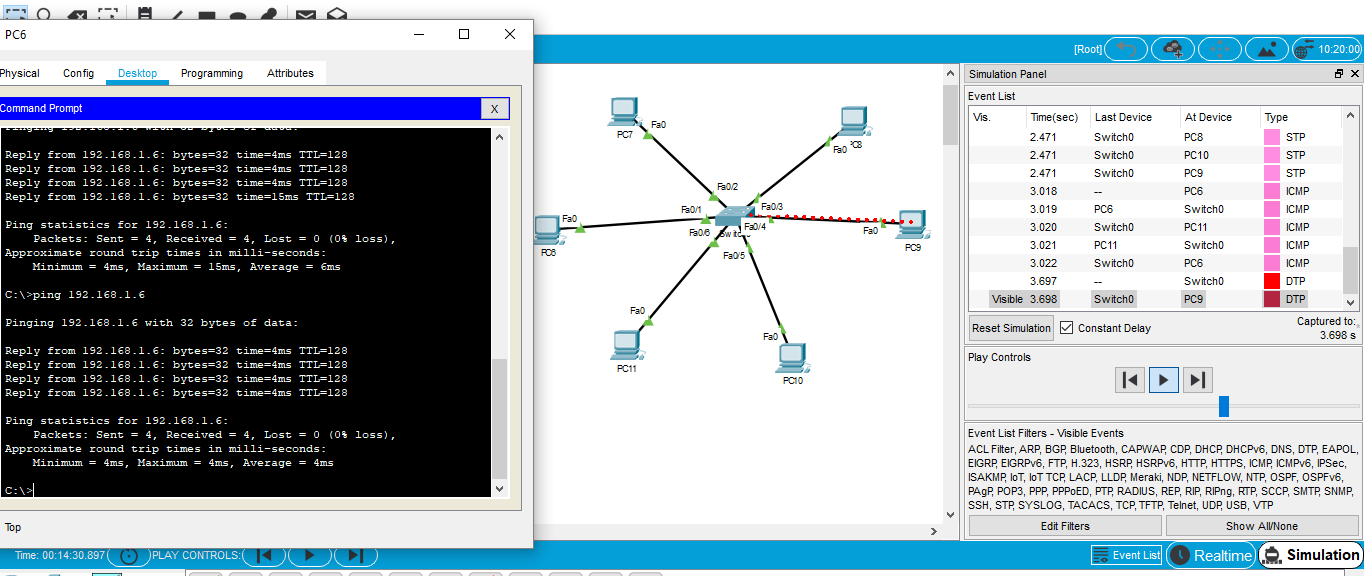 PC6
Physical Config Desktop Programming Attributes
Command Prompt X
Pinging 192.168.1.6 with 32 bytes of data:
Reply from 192.168.1.6: bytes=32 time=4ms TTL=128
Reply from 192.168.1.6: bytes=32 time=4ms TTL=128
Reply from 192.168.1.6: bytes=32 time=4ms TTL=128
Reply from 192.168.1.6: bytes=32 time=15ms TTL=128
Ping statistics for 192.168.1.6:
Packets: Sent = 4, Received = 4, Lost = 0 (0% loss),
Approximate round trip times in milli-seconds:
Minimum = 4ms, Maximum = 15ms, Average = 6ms
C:\>ping 192.168.1.6
Pinging 192.168.1.6 with 32 bytes of data:
Reply from 192.168.1.6: bytes=32 time=4ms TTL=128
Reply from 192.168.1.6: bytes=32 time=4ms TTL=128
Reply from 192.168.1.6: bytes=32 time=4ms TTL=128
Reply from 192.168.1.6: bytes=32 time=4ms TTL=128
Ping statistics for 192.168.1.6:
Packets: Sent = 4, Received = 4, Lost = 0 (0% loss),
Approximate round trip times in milli-seconds:
Minimum = 4ms, Maximum = 4ms, Average = 4ms
C:\>
Top
Time: 00:14:30.897 PLAY CONTROLS:
[Root] 10:20:00
PC7 Fa0
Fa0 PC8
Fa0/2
Fa0/1 Fa0/3
Fa0
Fa0/6 Fa0/4
Fa0
PC6
PC9
Fa0/5
Fa0
Fa0
PC11
PC10
Simulation Panel
Event List
Vis. Time(sec) Last Device At Device Type
2.471 Switch0 PC8 STP
2.471 Switch0 PC10 STP
2.471 Switch0 PC9 STP
3.018 -- PC6 ICMP
3.019 PC6 Switch0 ICMP
3.020 Switch0 PC11 ICMP
3.021 PC11 Switch0 ICMP
3.022 Switch0 PC6 ICMP
3.697 -- Switch0 DTP
Visible 3.698 Switch0 PC9 DTP
Reset Simulation Constant Delay
Captured to:
3.698 s
Play Controls
Event List Filters - Visible Events
ACL Filter, ARP, BGP, Bluetooth, CAPWAP, CDP, DHCP, DHCPv6, DNS, DTP, EAPOL,
EIGRP, EIGRPv6, FTP, H.323, HSRP, HSRPv6, HTTP, HTTPS, ICMP, ICMPv6, IPSec,
ISAKMP, IoT, IoT TCP, LACP, LLDP, Meraki, NDP, NETFLOW, NTP, OSPF, OSPFv6,
PAgP, POP3, PPP, PPPoED, PTP, RADIUS, REP, RIP, RIPng, RTP, SCCP, SMTP, SNMP,
SSH, STP, SYSLOG, TACACS, TCP, TFTP, Telnet, UDP, USB, VTP
Edit Filters Show All/None
Event List Realtime Simulation